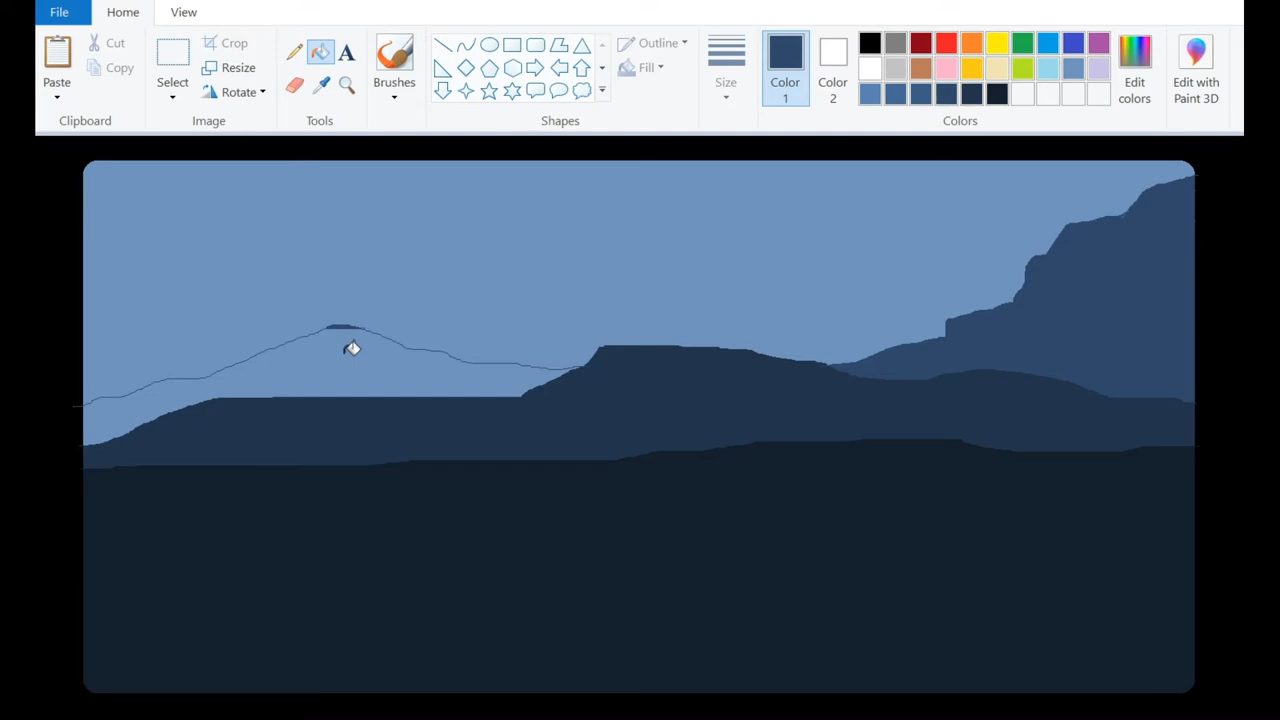 File Home View
Paste
Cut
Copy
Clipboard
Select
Crop
Resize
Rotate
Image
A
Tools
Brushes
Outline
Fill
Shapes
Size
Color 1
Color 2
Edit colors
Colors
Edit with Paint 3D